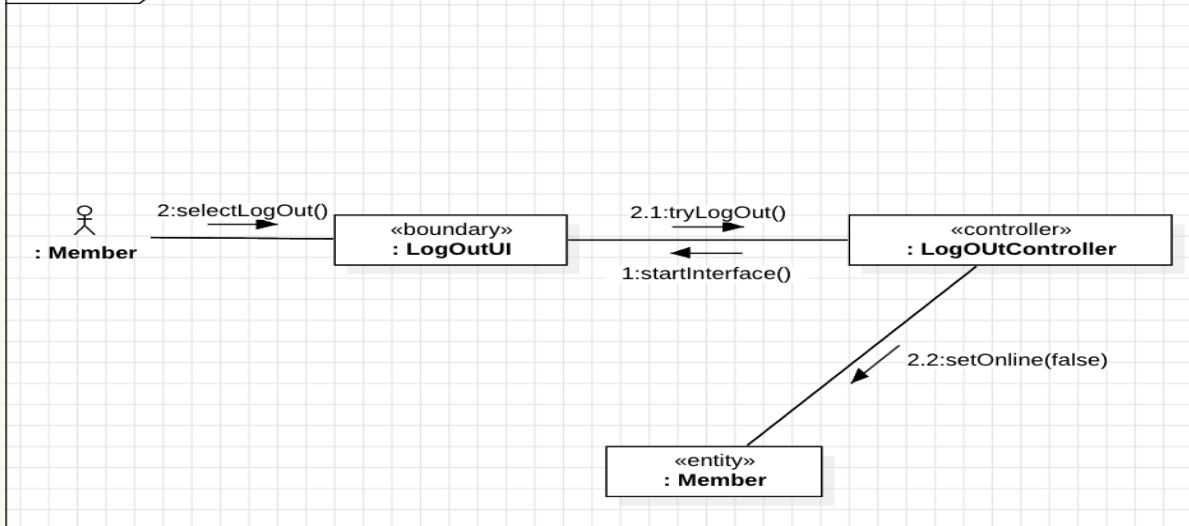 2:selectLogOut()
: Member
«boundary»
: LogOutUI
2.1:tryLogOut()
1:startInterface()
«controller»
: LogOUtController
2.2:setOnline(false)
«entity»
: Member